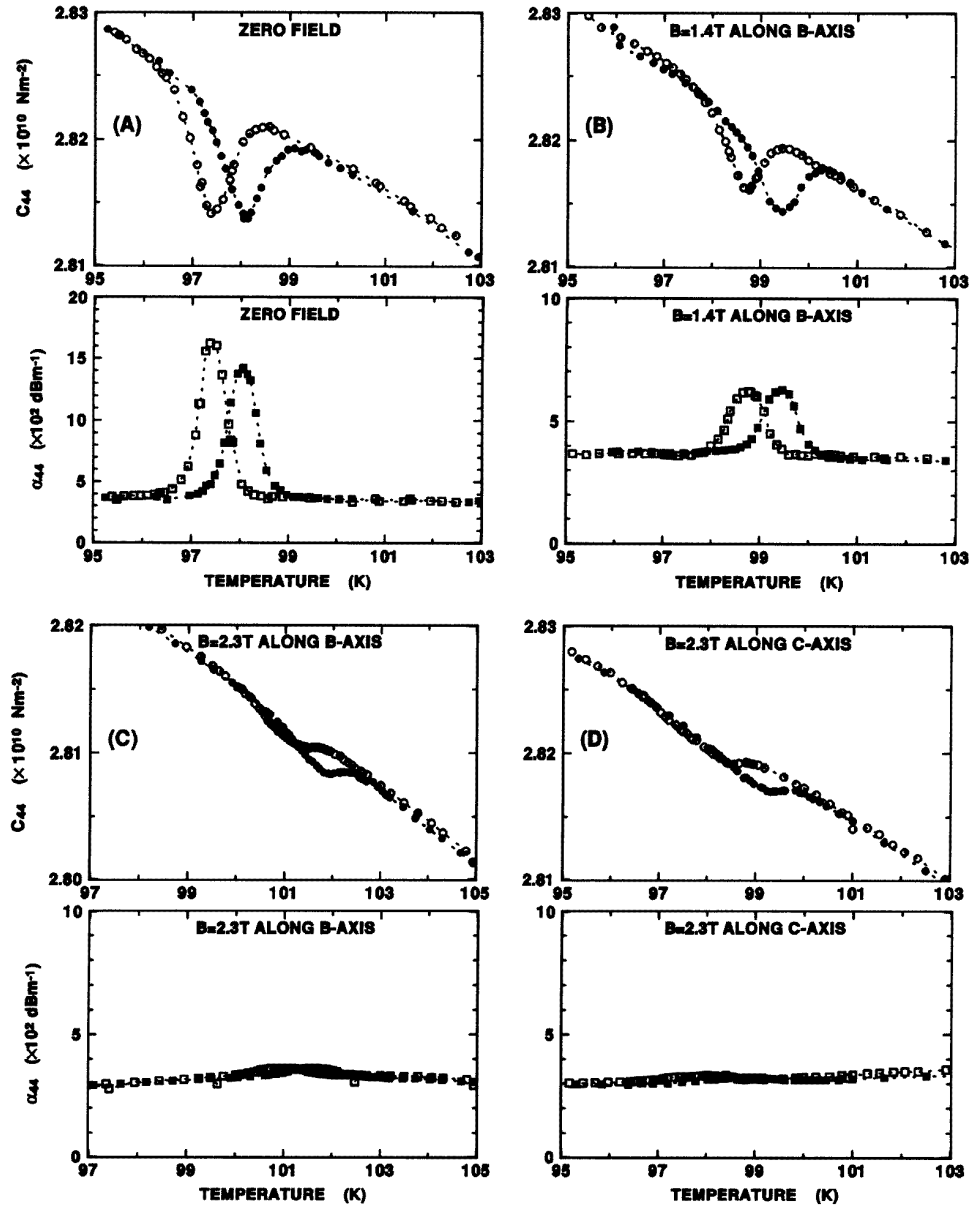 2.83
ZERO FIELD
(A)
2.82
C44 (×10¹⁰ Nm-2)
2.81
95 97 99 101 103
2.83
B=1.4T ALONG B-AXIS
(B)
2.82
2.81
95 97 99 101 103
20
ZERO FIELD
15
10
5
0
α44 (×10² dBm-1)
95 97 99 101 103
TEMPERATURE (K)
10
B=1.4T ALONG B-AXIS
5
0
95 97 99 101 103
TEMPERATURE (K)
2.82
B=2.3T ALONG B-AXIS
(C)
2.81
C44 (×10¹⁰ Nm-2)
2.80
97 99 101 103 105
2.83
B=2.3T ALONG C-AXIS
(D)
2.82
2.81
95 97 99 101 103
10
B=2.3T ALONG B-AXIS
5
0
α44 (×10² dBm-1)
97 99 101 103 105
TEMPERATURE (K)
10
B=2.3T ALONG C-AXIS
5
0
95 97 99 101 103
TEMPERATURE (K)